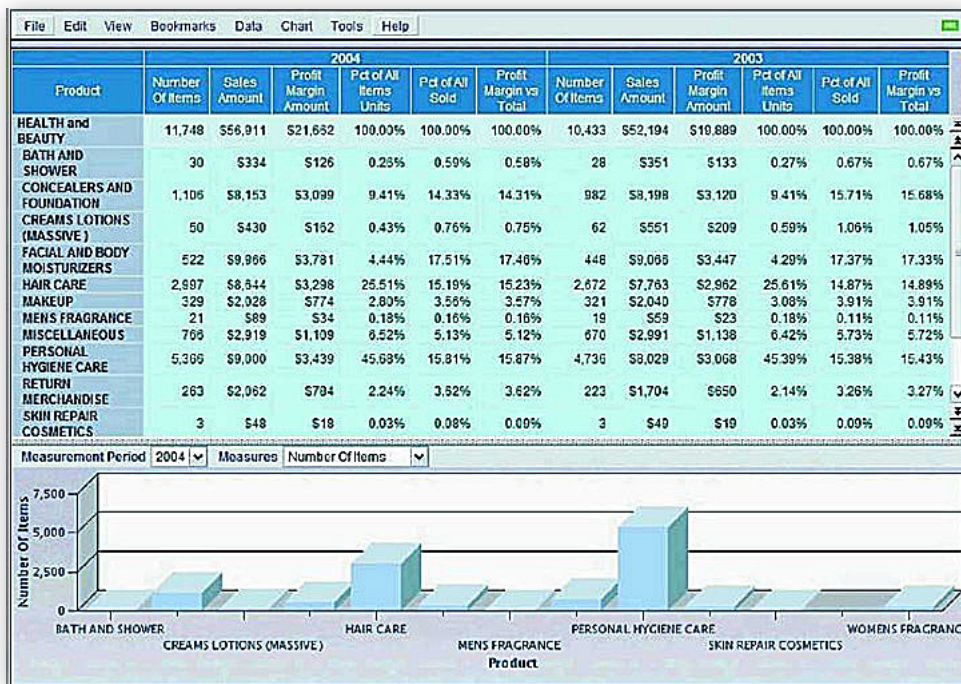 File Edit View Bookmarks Data Chart Tools Help
2004 2003
Product Number Of Items Sales Amount Profit Margin Amount Pct of All Items Units Pct of All Sold Profit Margin vs Total Number Of Items Sales Amount Profit Margin Amount Pct of All Items Units Pct of All Sold Profit Margin vs Total
HEALTH and BEAUTY 11,748 $56,911 $21,662 100.00% 100.00% 100.00% 10,433 $52,194 $19,889 100.00% 100.00% 100.00%
BATH AND SHOWER 30 $334 $126 0.26% 0.59% 0.58% 28 $351 $133 0.27% 0.67% 0.67%
CONCEALERS AND FOUNDATION 1,106 $8,153 $3,099 9.41% 14.33% 14.31% 982 $8,198 $3,120 9.41% 15.71% 15.68%
CREAMS LOTIONS (MASSIVE ) 50 $430 $162 0.43% 0.76% 0.75% 62 $551 $209 0.59% 1.06% 1.05%
FACIAL AND BODY MOISTURIZERS 522 $9,966 $3,781 4.44% 17.51% 17.46% 448 $9,066 $3,447 4.29% 17.37% 17.33%
HAIR CARE 2,997 $8,644 $3,298 25.51% 15.19% 15.23% 2,672 $7,763 $2,962 25.61% 14.87% 14.89%
MAKEUP 329 $2,028 $774 2.80% 3.56% 3.57% 321 $2,040 $778 3.08% 3.91% 3.91%
MENS FRAGRANCE 21 $89 $34 0.18% 0.16% 0.16% 19 $59 $23 0.18% 0.11% 0.11%
MISCELLANEOUS 766 $2,919 $1,109 6.52% 5.13% 5.12% 670 $2,991 $1,138 6.42% 5.73% 5.72%
PERSONAL HYGIENE CARE 5,366 $9,000 $3,439 45.68% 15.81% 15.87% 4,736 $8,029 $3,068 45.39% 15.38% 15.43%
RETURN MERCHANDISE 263 $2,062 $784 2.24% 3.62% 3.62% 223 $1,704 $650 2.14% 3.26% 3.27%
SKIN REPAIR COSMETICS 3 $48 $18 0.03% 0.08% 0.09% 3 $49 $19 0.03% 0.09% 0.09%
Measurement Period 2004 Measures Number Of Items
Number Of Items
7,500
5,000
2,500
0
BATH AND SHOWER HAIR CARE PERSONAL HYGIENE CARE WOMENS FRAGRANC
CREAMS LOTIONS (MASSIVE ) MENS FRAGRANCE SKIN REPAIR COSMETICS
Product